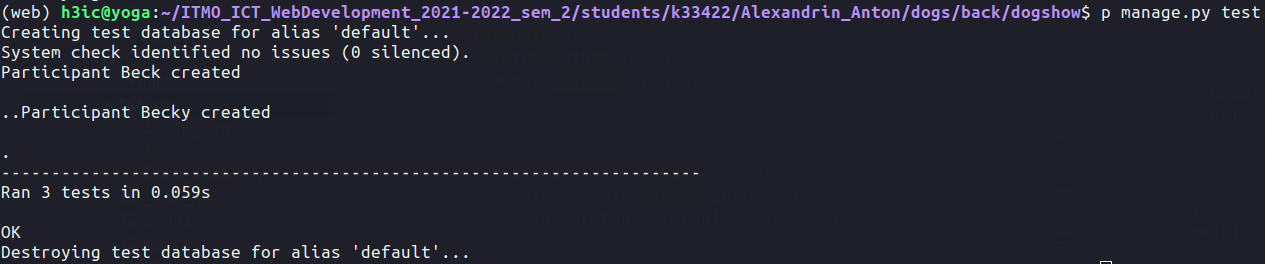 (web) h3ic@yoga:~/ITMO_ICT_WebDevelopment_2021-2022_sem_2/students/k33422/Alexandrin_Anton/dogs/back/dogshow$ p manage.py test
Creating test database for alias 'default'...
System check identified no issues (0 silenced).
Participant Beck created
..Participant Becky created
.
----------------------------------------------------------------------
Ran 3 tests in 0.059s
OK
Destroying test database for alias 'default'...